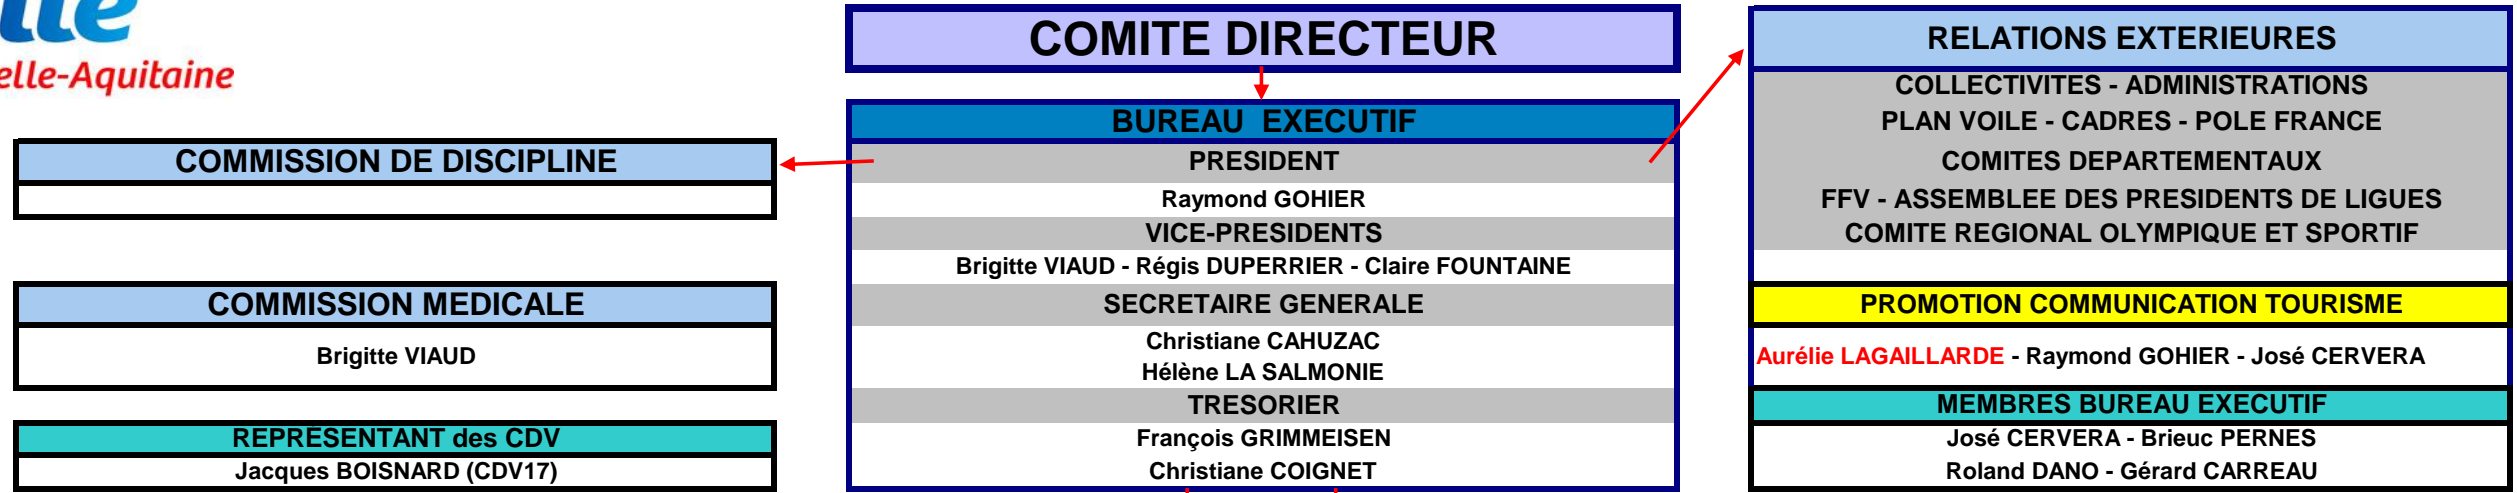 elle-Aquitaine
COMMISSION DE DISCIPLINE
COMMISSION MEDICALE
Brigitte VIAUD
REPRÉSENTANT des CDV
Jacques BOISNARD (CDV17)
COMITE DIRECTEUR
BUREAU EXECUTIF
PRESIDENT
Raymond GOHIER
VICE-PRESIDENTS
Brigitte VIAUD - Régis DUPERRIER - Claire FOUNTAINE
SECRETAIRE GENERALE
Christiane CAHUZAC
Hélène LA SALMONIE
TRESORIER
François GRIMMEISEN
Christiane COIGNET
RELATIONS EXTERIEURES
COLLECTIVITES - ADMINISTRATIONS
PLAN VOILE - CADRES - POLE FRANCE
COMITES DEPARTEMENTAUX
FFV - ASSEMBLEE DES PRESIDENTS DE LIGUES
COMITE REGIONAL OLYMPIQUE ET SPORTIF
PROMOTION COMMUNICATION TOURISME
Aurélie LAGAILLARDE - Raymond GOHIER - José CERVERA
MEMBRES BUREAU EXECUTIF
José CERVERA - Brieuc PERNES
Roland DANO - Gérard CARREAU